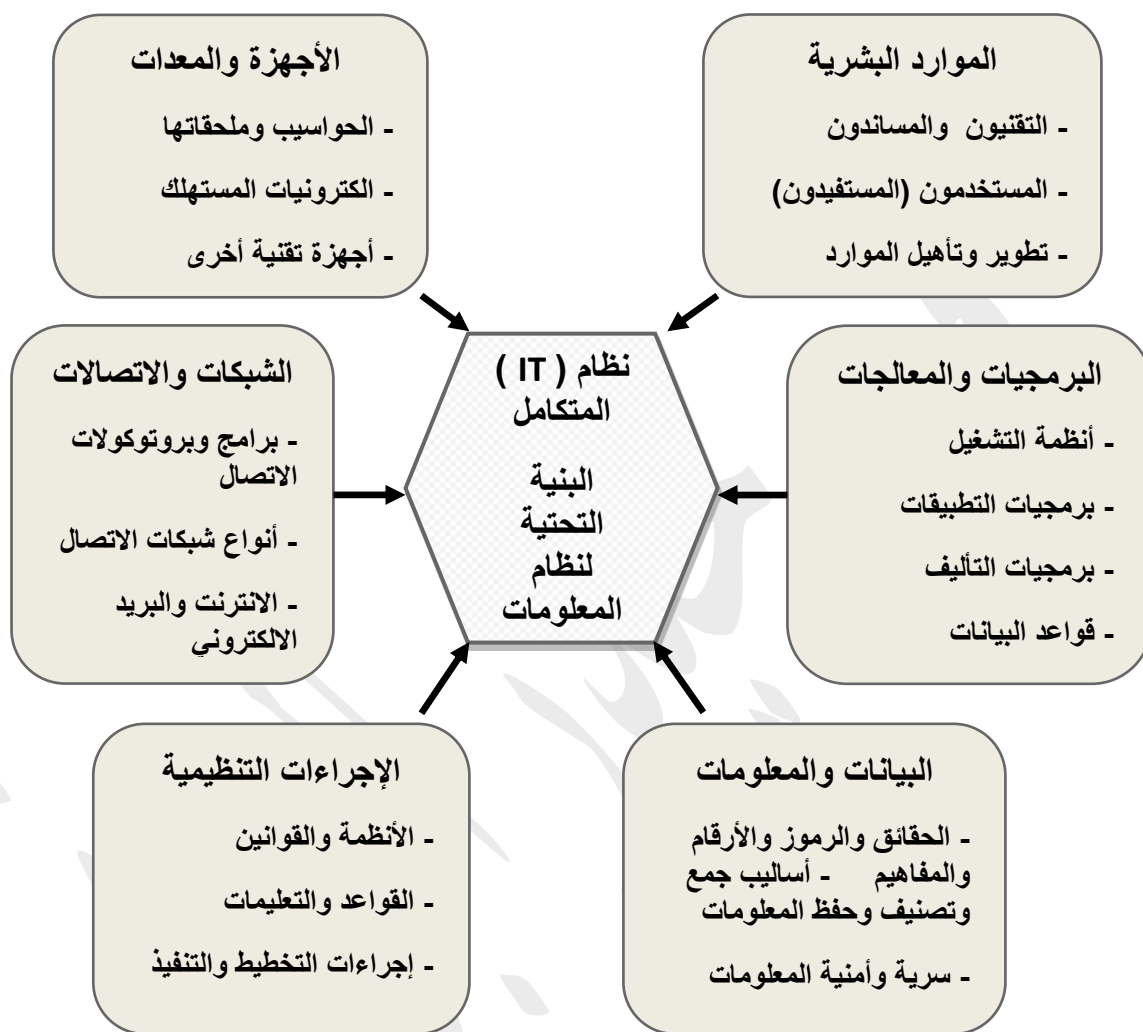 الموارد البشرية
- التقنيون والمساندون
- المستخدمون (المستفيدون)
- تطوير وتأهيل الموارد
الأجهزة والمعدات
- الحواسيب وملحقاتها
- الكترونيات المستهلك
- أجهزة تقنية أخرى
البرمجيات والمعالجات
- أنظمة التشغيل
- برمجيات التطبيقات
- برمجيات التأليف
- قواعد البيانات
نظام ( IT )
المتكامل
البنية
التحتية
لنظام
المعلومات
الشبكات والاتصالات
- برامج وبروتوكولات
الاتصال
- أنواع شبكات الاتصال
- الانترنت والبريد
الالكتروني
البيانات والمعلومات
- الحقائق والرموز والأرقام
والمفاهيم - أساليب جمع
وتصنيف وحفظ المعلومات
- سرية وأمنية المعلومات
الإجراءات التنظيمية
- الأنظمة والقوانين
- القواعد والتعليمات
- إجراءات التخطيط والتنفيذ